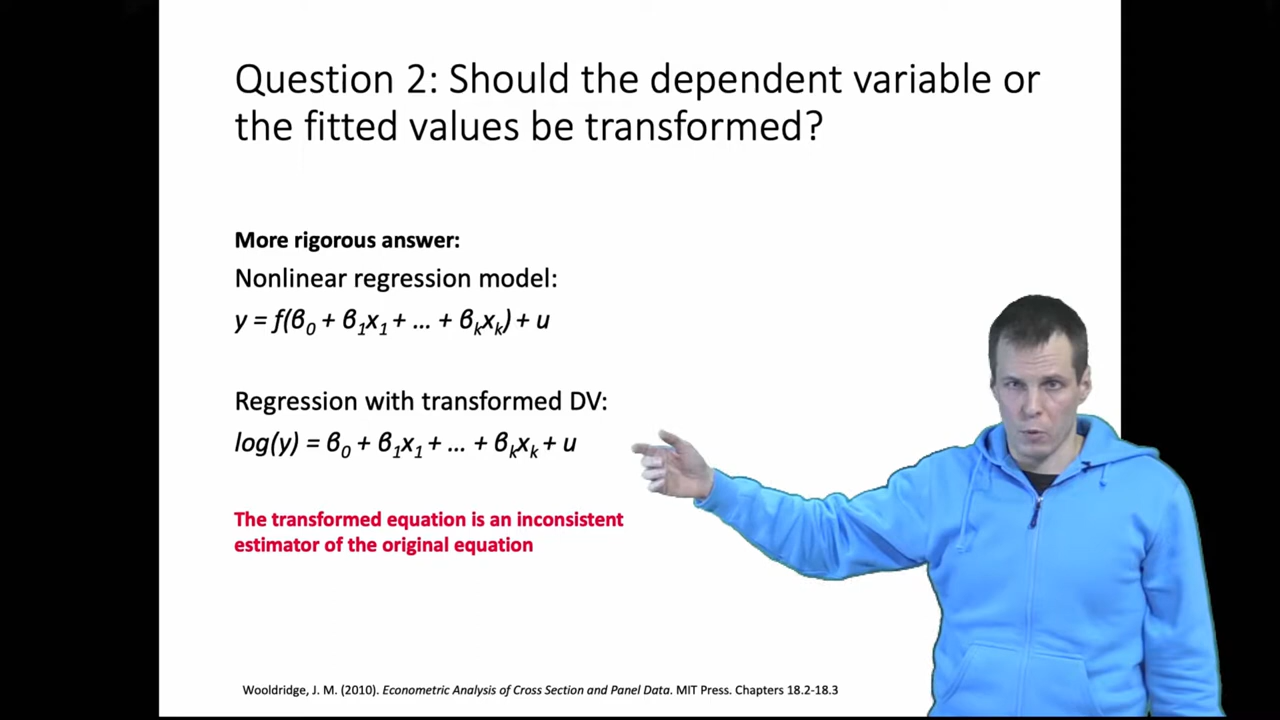 Question 2: Should the dependent variable or
the fitted values be transformed?
More rigorous answer:
Nonlinear regression model:
y = f(β₀ + β₁x₁ + … + βₖxₖ) + u
Regression with transformed DV:
log(y) = β₀ + β₁x₁ + … + βₖxₖ + u
The transformed equation is an inconsistent
estimator of the original equation
Wooldridge, J. M. (2010). Econometric Analysis of Cross Section and Panel Data. MIT Press. Chapters 18.2-18.3